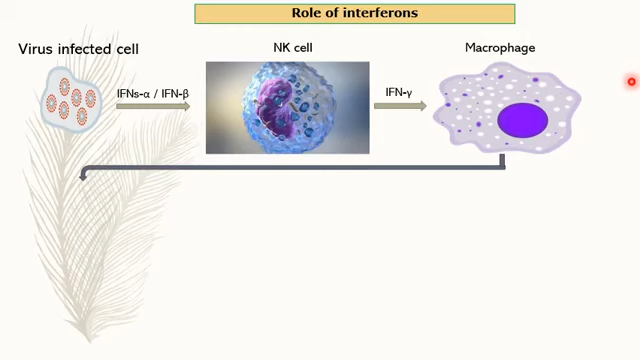 Role of interferons
Virus infected cell
NK cell
Macrophage
IFNs-α / IFN-β
IFN-γ